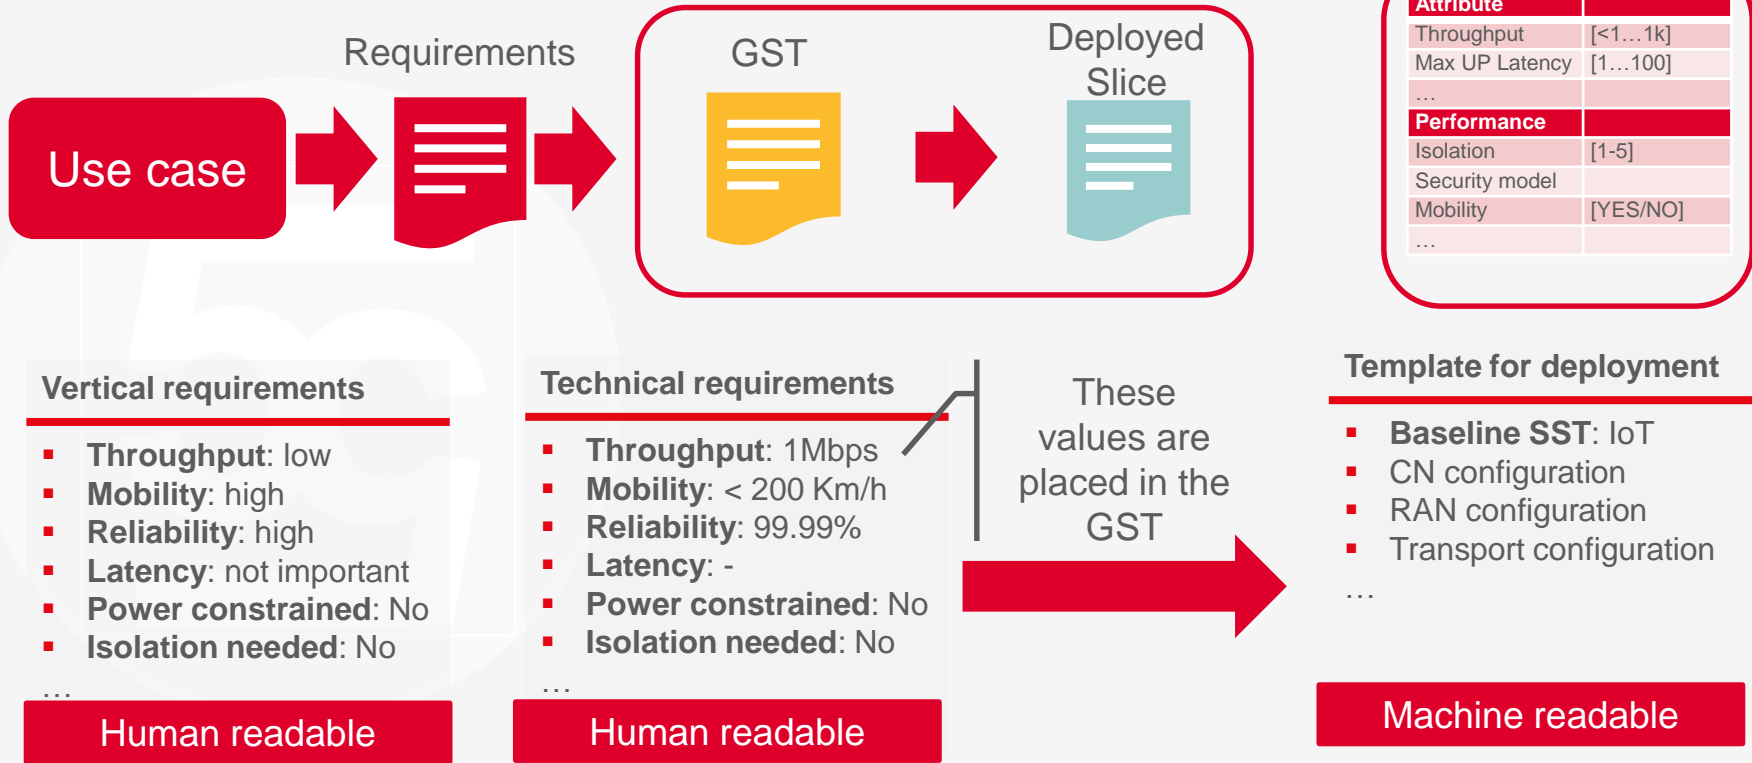 Requirements
GST
Deployed
Slice
Use case
Attribute
Throughput [<1…1k]
Max UP Latency [1…100]
…
Performance
Isolation [1-5]
Security model
Mobility [YES/NO]
…
Vertical requirements
▪ Throughput: low
▪ Mobility: high
▪ Reliability: high
▪ Latency: not important
▪ Power constrained: No
▪ Isolation needed: No
…
Human readable
Technical requirements
▪ Throughput: 1Mbps
▪ Mobility: < 200 Km/h
▪ Reliability: 99.99%
▪ Latency: -
▪ Power constrained: No
▪ Isolation needed: No
…
Human readable
These
values are
placed in the
GST
Template for deployment
▪ Baseline SST: IoT
▪ CN configuration
▪ RAN configuration
▪ Transport configuration
…
Machine readable